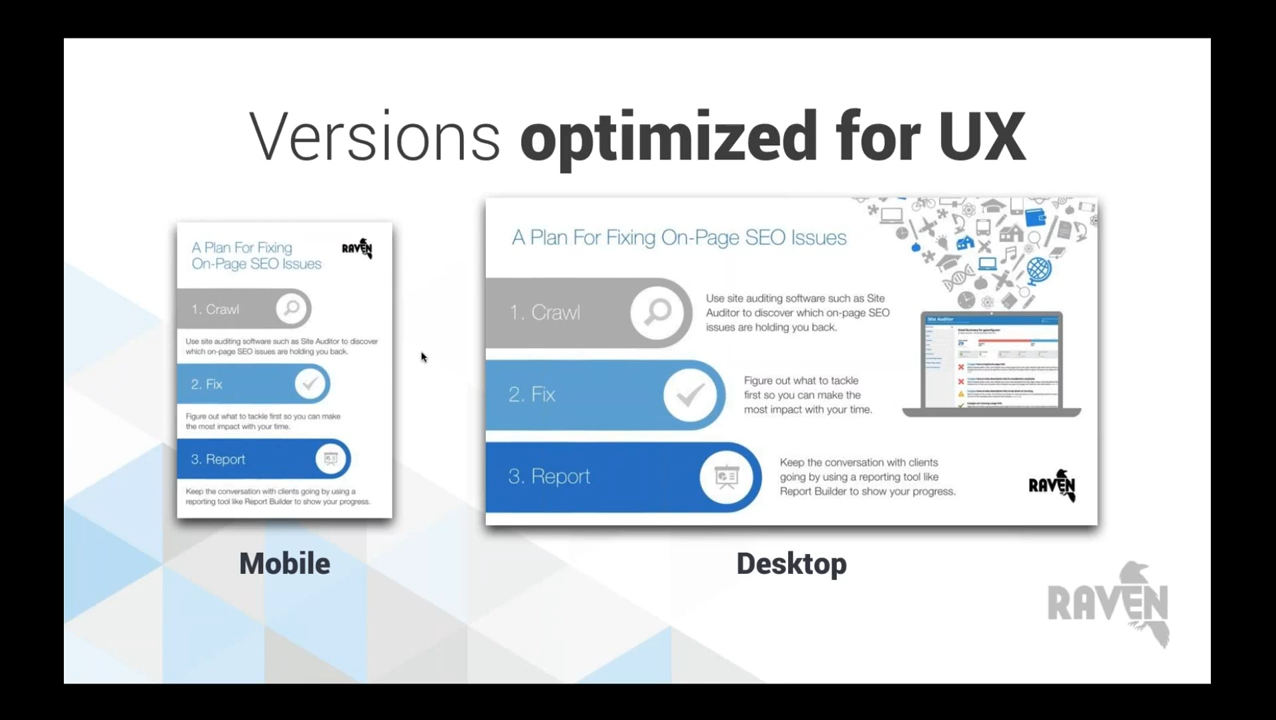 Versions optimized for UX
A Plan For Fixing
On-Page SEO Issues
RAVEN
1. Crawl
Use site auditing software such as Site Auditor to discover
which on-page SEO issues are holding you back.
2. Fix
Figure out what to tackle first so you can make
the most impact with your time.
3. Report
Keep the conversation with clients going by using a
reporting tool like Report Builder to show your progress.
Mobile
A Plan For Fixing On-Page SEO Issues
1. Crawl
Use site auditing software such as Site
Auditor to discover which on-page SEO
issues are holding you back.
Site Auditor
2. Fix
Figure out what to tackle
first so you can make the
most impact with your time.
3. Report
Keep the conversation with clients
going by using a reporting tool like
Report Builder to show your progress.
RAVEN
Desktop
RAVEN